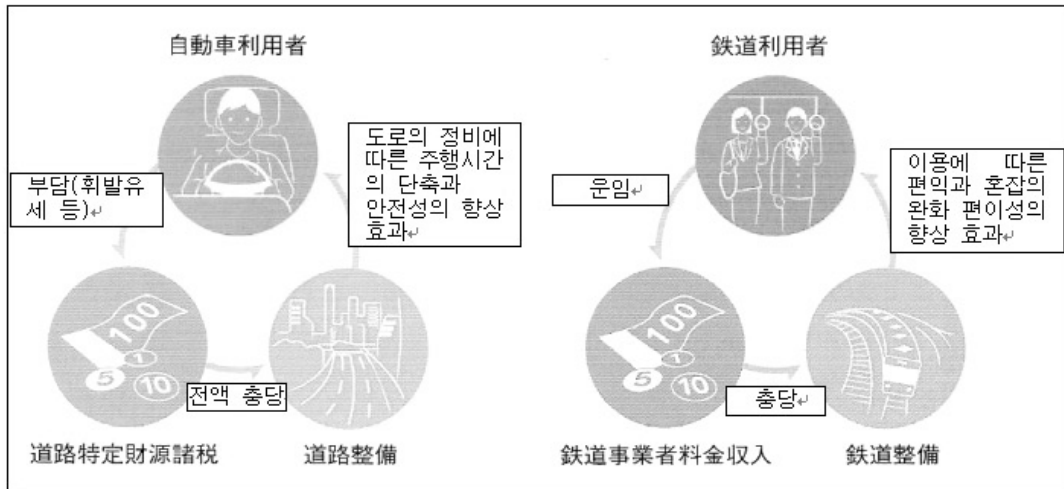 自動車利用者
부담(휘발유
세 등)↵
도로의 정비에
따른 주행시간
의 단축과
안전성의 향상
효과↵
100
1
5
10
전액 충당
道路特定財源諸税
道路整備
鉄道利用者
운임↵
이용에 따른
편익과 혼잡의
완화 편이성의
향상 효과↵
100
1
5
10
충당↵
鉄道事業者料金収入
鉄道整備